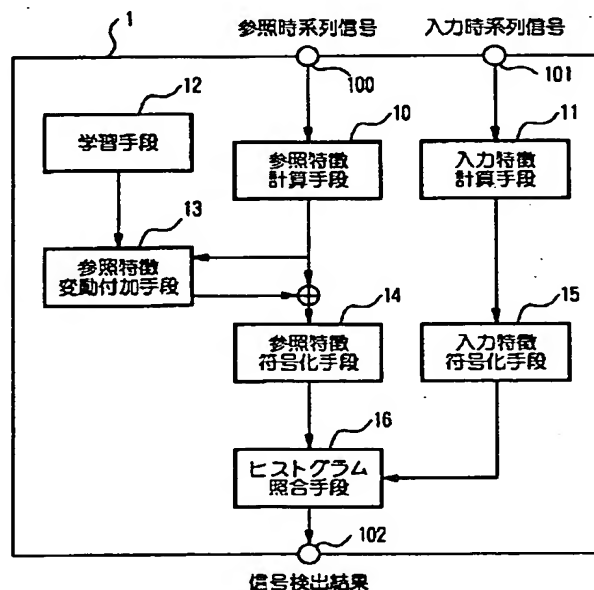 1
参照時系列信号
入力時系列信号
100
101
12
学習手段
10
参照特徴
計算手段
11
入力特徴
計算手段
13
参照特徴
変動付加手段
14
参照特徴
符号化手段
15
入力特徴
符号化手段
16
ヒストグラム
照合手段
102
信号検出結果